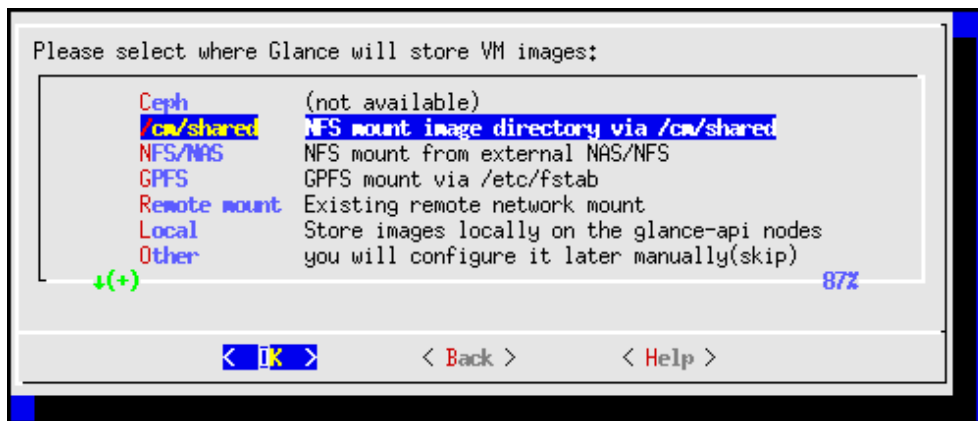 Please select where Glance will store VM images:
Ceph (not available)
/cm/shared NFS mount image directory via /cm/shared
NFS/NAS NFS mount from external NAS/NFS
GPFS GPFS mount via /etc/fstab
Remote mount Existing remote network mount
Local Store images locally on the glance-api nodes
Other you will configure it later manually(skip)
↓(+) 87%
< OK > < Back > < Help >